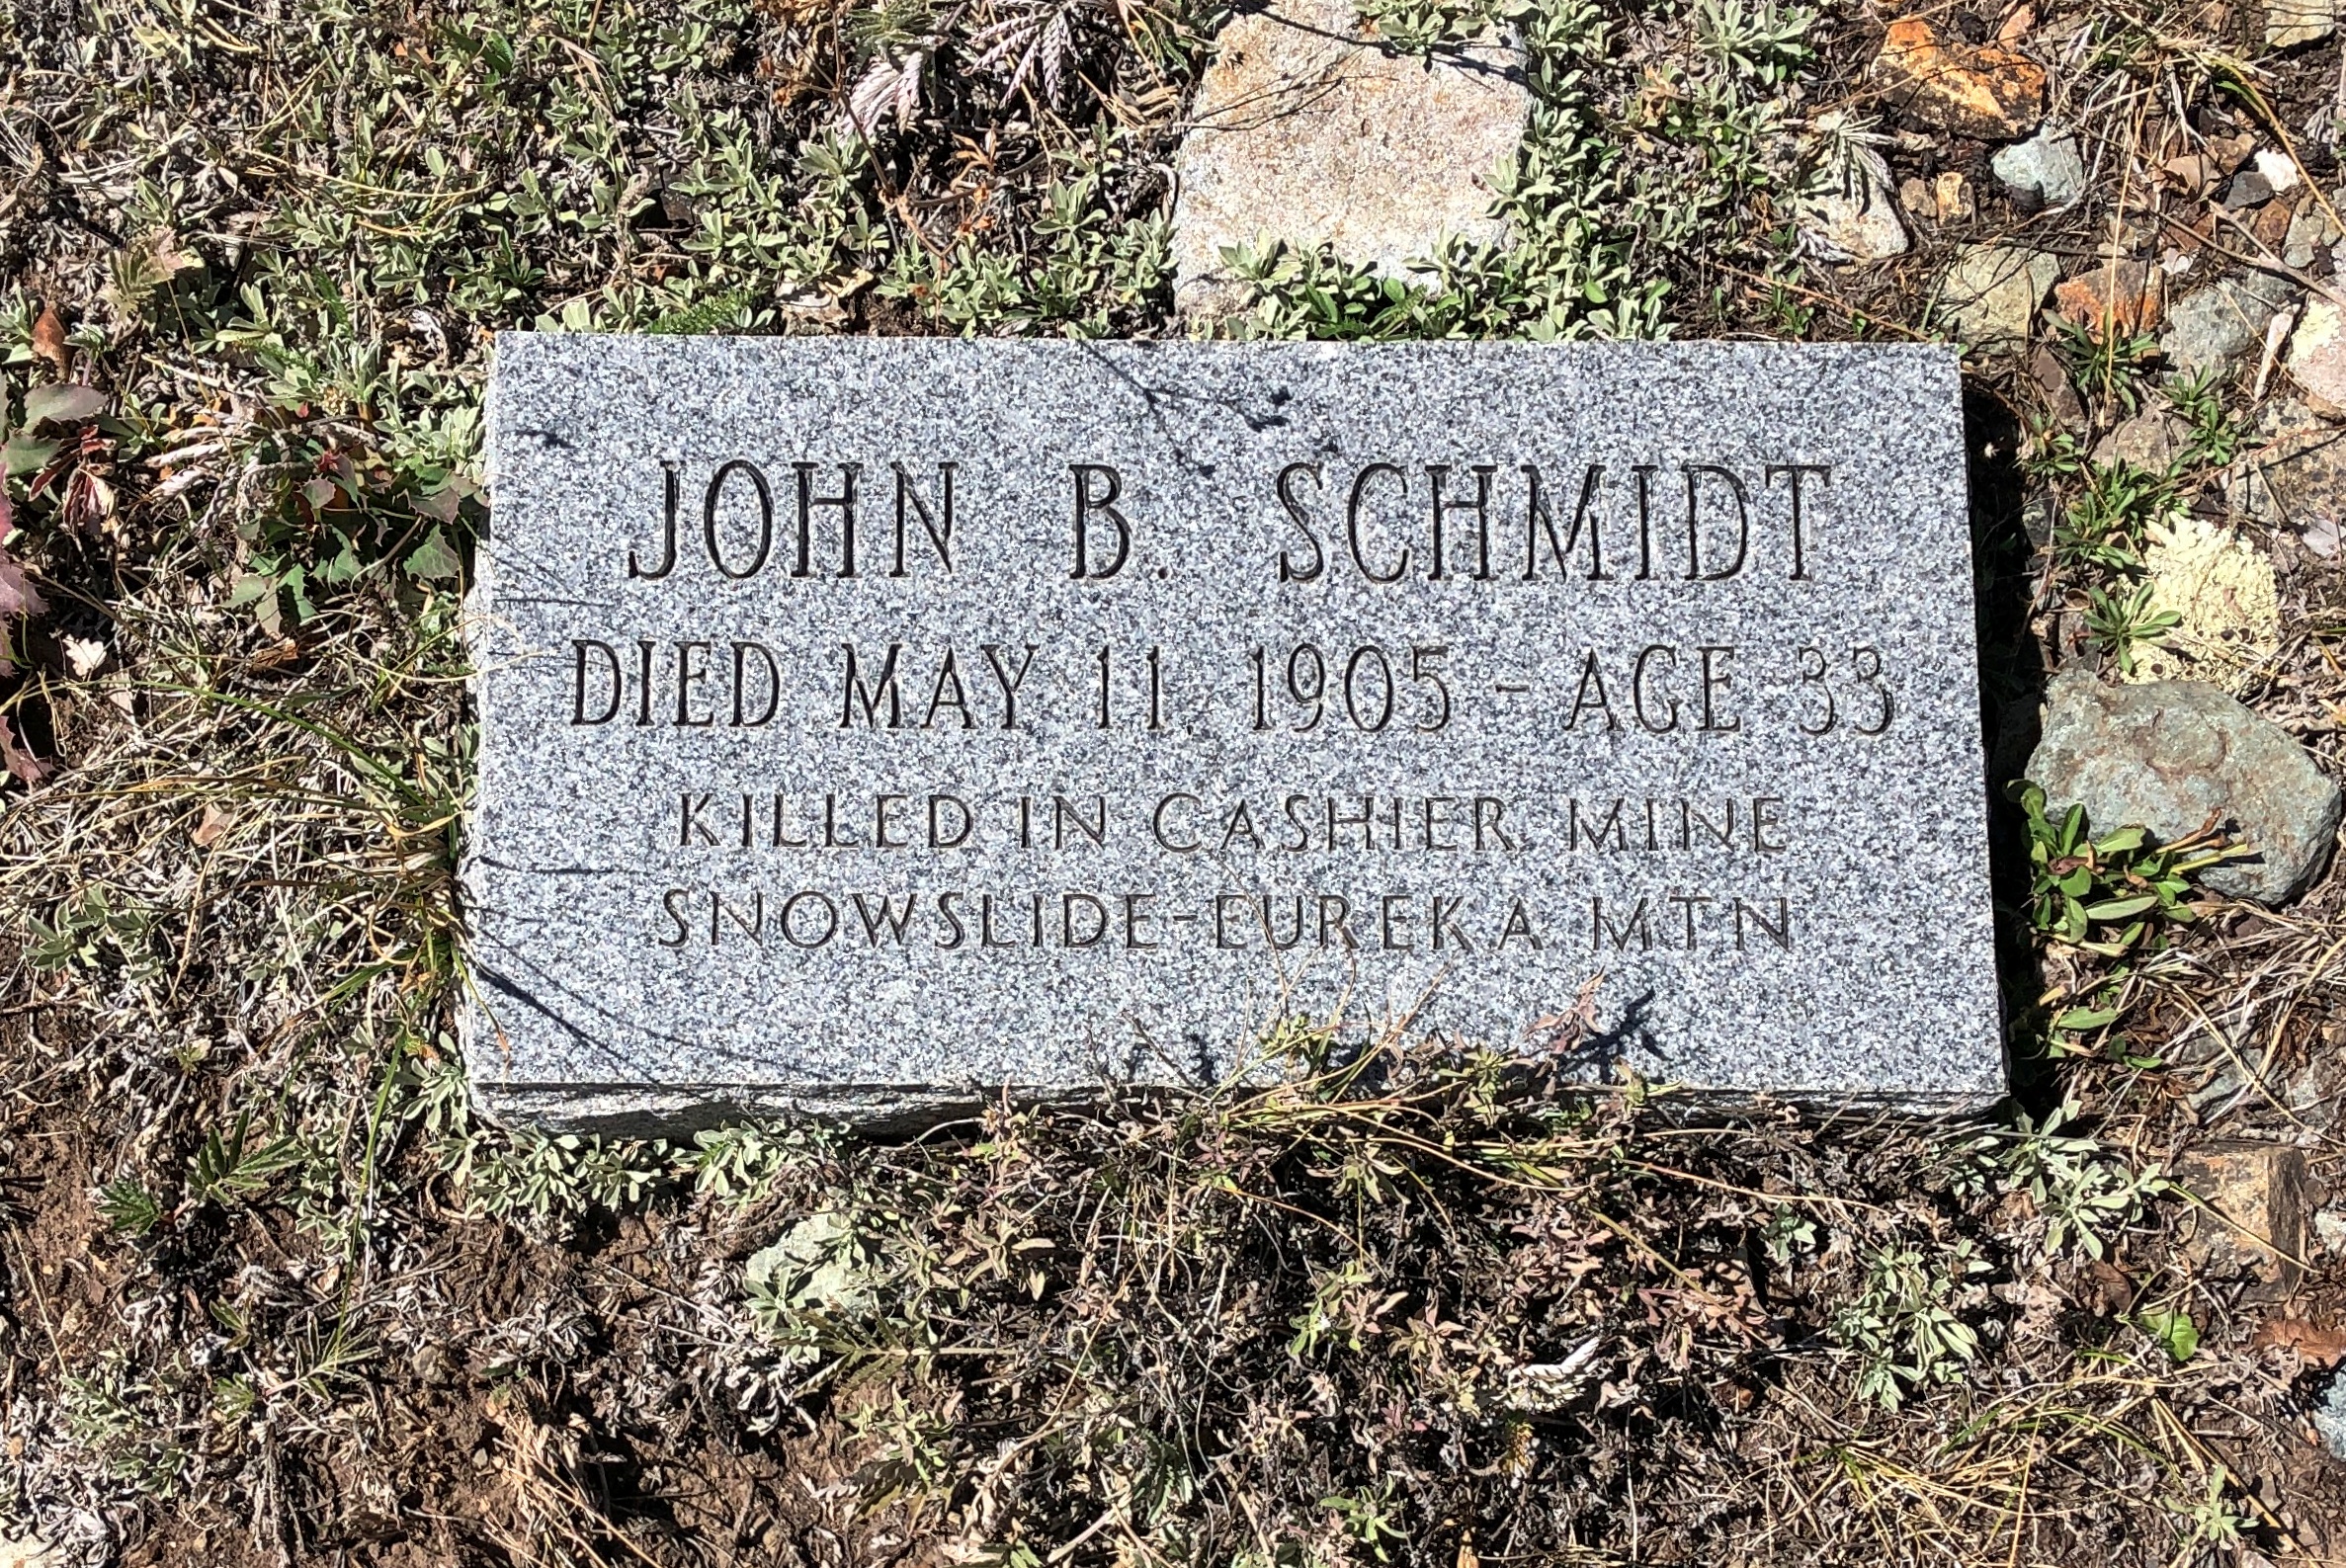 JOHN B. SCHMIDT
DIED MAY 11, 1905 - AGE 33
KILLED IN CASHIER MINE
SNOWSLIDE-EUREKA MTN